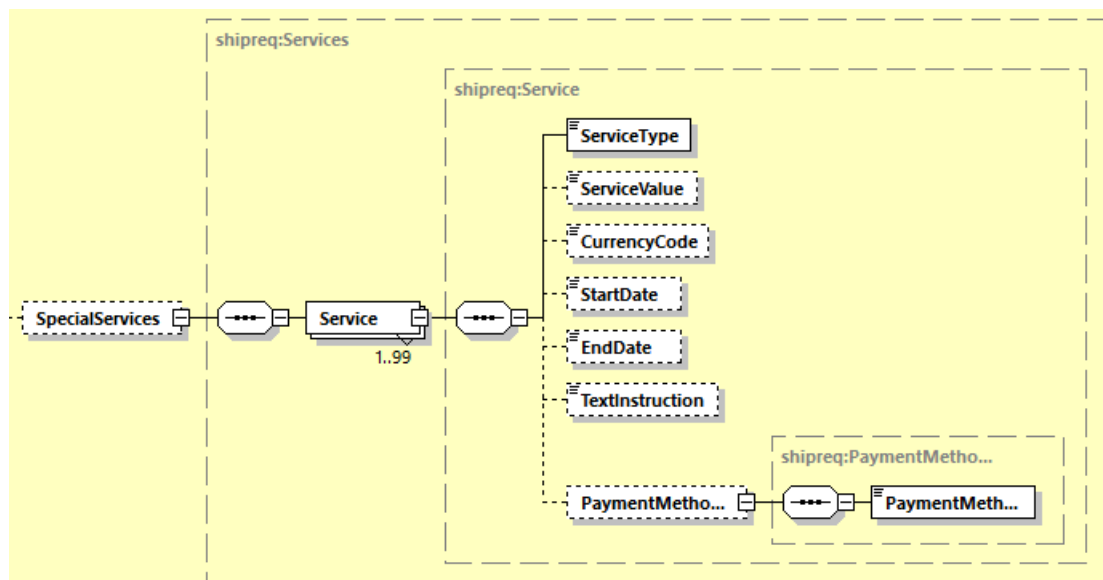 shipreq:Services
shipreq:Service
ServiceType
ServiceValue
CurrencyCode
StartDate
SpecialServices
Service
1..99
EndDate
TextInstruction
shipreq:PaymentMetho...
PaymentMetho...
PaymentMeth...